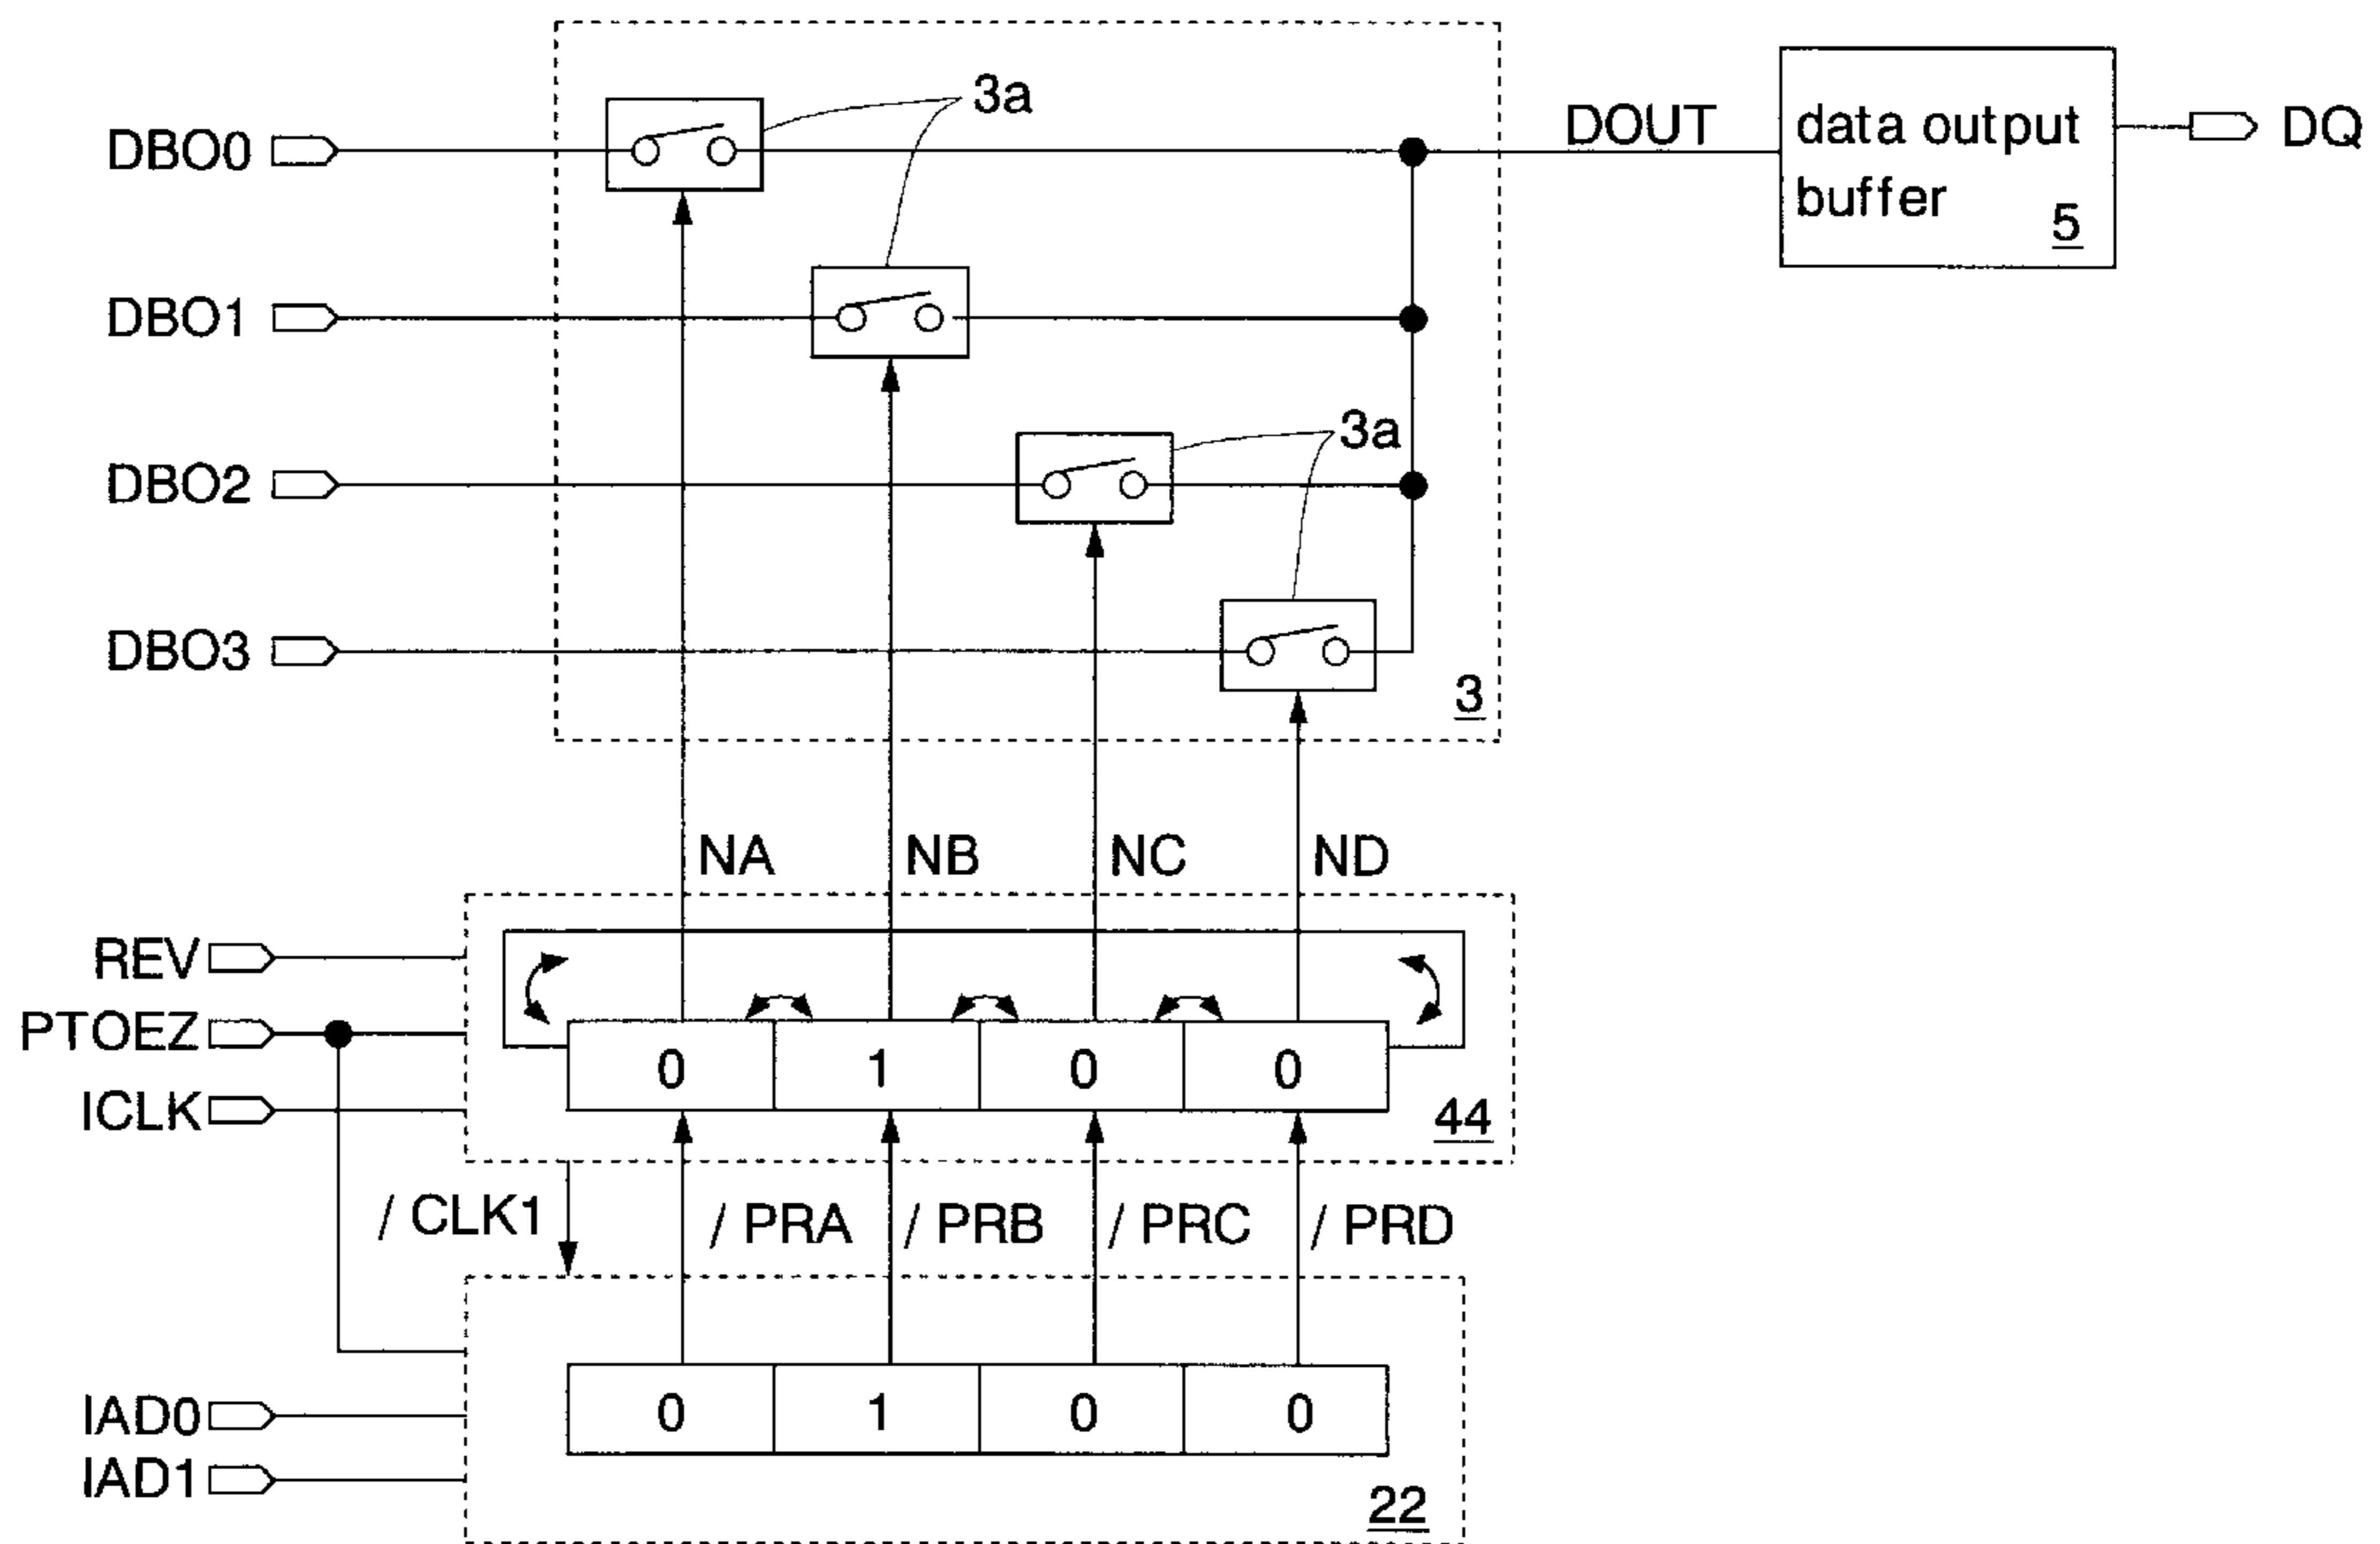 3a
DBO0
DOUT
data output
buffer
5
DQ
DBO1
3a
DBO2
DBO3
3
NA
NB
NC
ND
REV
PTOEZ
ICLK
0
1
0
0
44
/ CLK1
/ PRA
/ PRB
/ PRC
/ PRD
IAD0
IAD1
0
1
0
0
22